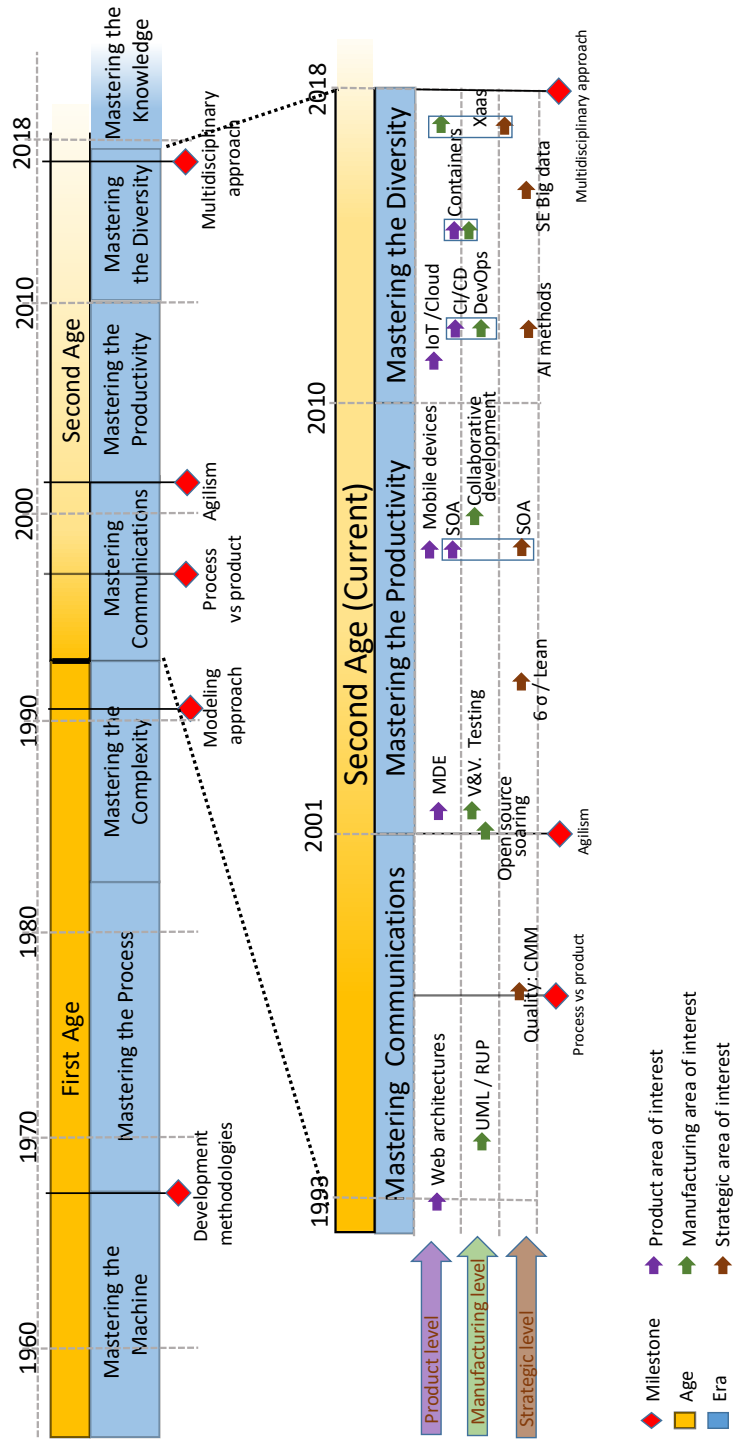 1960
1970
1980
1990
2000
2010
2018
First Age
Second Age
Mastering the
Machine
Mastering the Process
Mastering the
Complexity
Mastering
Communications
Mastering the
Productivity
Mastering
the Diversity
Mastering the
Knowledge
Development
methodologies
Modeling
approach
Process
vs product
Agilism
Multidisciplinary
approach
1993
2001
2010
2018
Second Age (Current)
Mastering Communications
Mastering the Productivity
Mastering the Diversity
Product level
Web architectures
MDE
Mobile devices
SOA
IoT /Cloud
CI/CD
Containers
Xaas
Manufacturing level
UML / RUP
V&V. Testing
Open source
soaring
Collaborative
development
DevOps
Strategic level
Quality: CMM
6 σ / Lean
SOA
AI methods
SE Big data
Process vs product
Agilism
Multidisciplinary approach
Milestone
Age
Era
Product area of interest
Manufacturing area of interest
Strategic area of interest